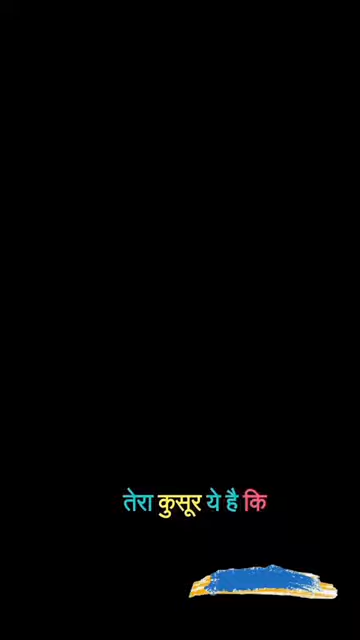 तेरा कुसूर ये है कि